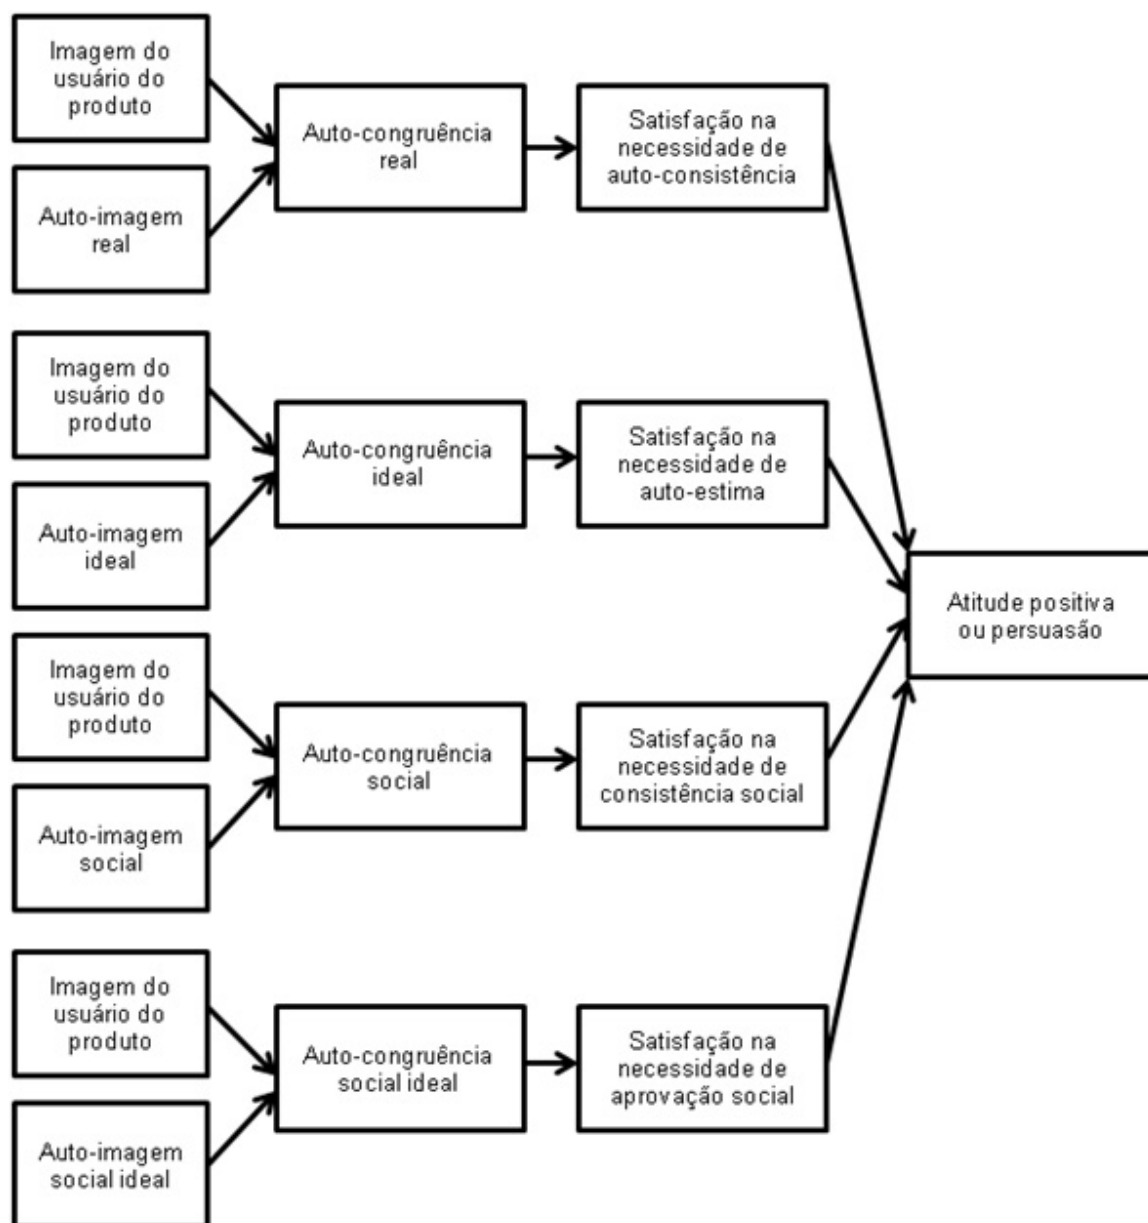 Imagem do
usuário do
produto
Auto-imagem
real
Auto-congruência
real
Satisfação na
necessidade de
auto-consistência
Imagem do
usuário do
produto
Auto-imagem
ideal
Auto-congruência
ideal
Satisfação na
necessidade de
auto-estima
Imagem do
usuário do
produto
Auto-imagem
social
Auto-congruência
social
Satisfação na
necessidade de
consistência social
Imagem do
usuário do
produto
Auto-imagem
social ideal
Auto-congruência
social ideal
Satisfação na
necessidade de
aprovação social
Atitude positiva
ou persuasão